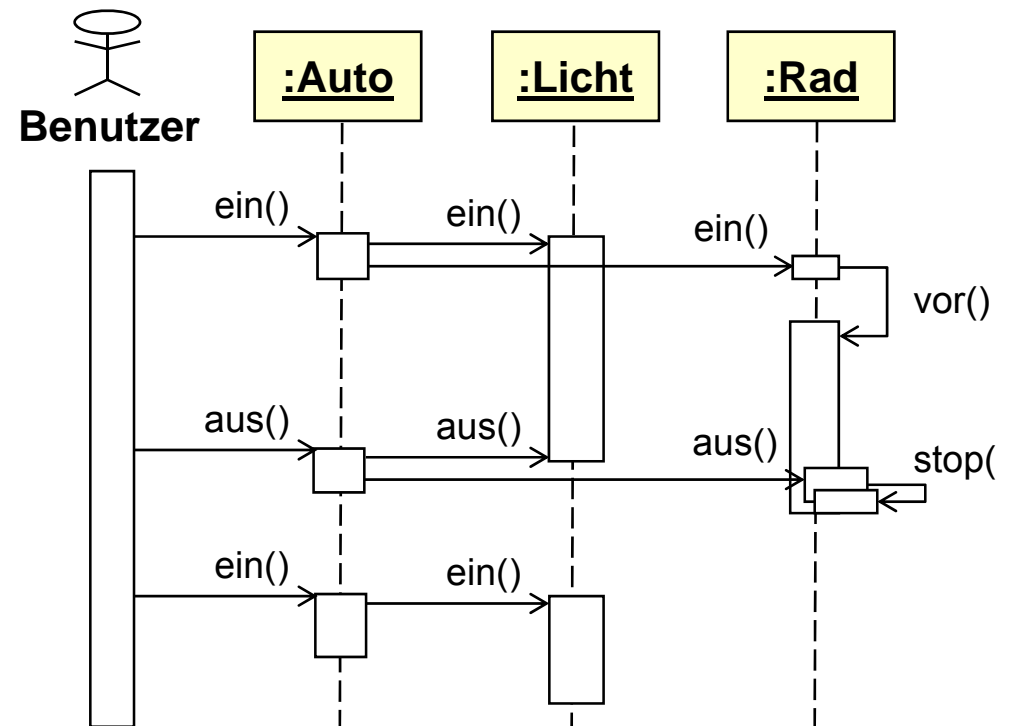 :Auto
:Licht
:Rad
Benutzer
ein()
ein()
ein()
vor()
aus()
aus()
aus()
stop(
ein()
ein()